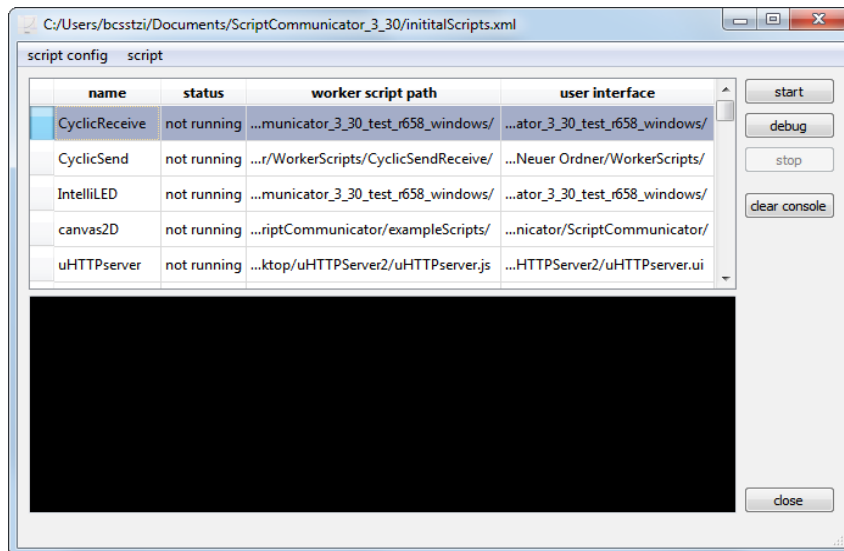 C:/Users/bcsstzi/Documents/ScriptCommunicator_3_30/inititalScripts.xml
script config script
name status worker script path user interface
CyclicReceive not running ...municator_3_30_test_r658_windows/ ...ator_3_30_test_r658_windows/
CyclicSend not running ...r/WorkerScripts/CyclicSendReceive/ ...Neuer Ordner/WorkerScripts/
IntelliLED not running ...municator_3_30_test_r658_windows/ ...ator_3_30_test_r658_windows/
canvas2D not running ...riptCommunicator/exampleScripts/ ...nicator/ScriptCommunicator/
uHTTPserver not running ...ktop/uHTTPServer2/uHTTPserver.js ...HTTPServer2/uHTTPserver.ui
start
debug
stop
clear console
close